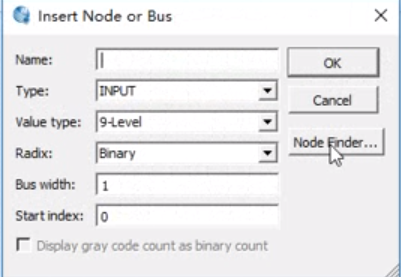 Insert Node or Bus
Name:
OK
Type: INPUT
Cancel
Value type: 9-Level
Node Finder...
Radix: Binary
Bus width: 1
Start index: 0
Display gray code count as binary count